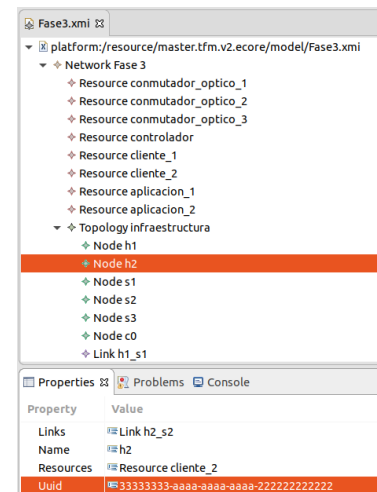 Fase3.xmi
platform:/resource/master.tfm.v2.ecore/model/Fase3.xmi
Network Fase 3
Resource conmutador_optico_1
Resource conmutador_optico_2
Resource conmutador_optico_3
Resource controlador
Resource cliente_1
Resource cliente_2
Resource aplicacion_1
Resource aplicacion_2
Topology infraestructura
Node h1
Node h2
Node s1
Node s2
Node s3
Node c0
Link h1_s1
Properties Problems Console
Property Value
Links Link h2_s2
Name h2
Resources Resource cliente_2
Uuid 33333333-aaaa-aaaa-aaaa-222222222222